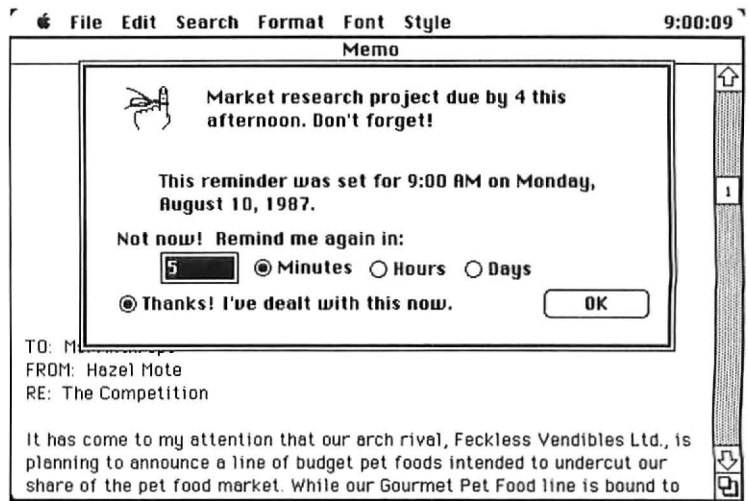 File Edit Search Format Font Style 9:00:09
Memo
Market research project due by 4 this
afternoon. Don't forget!
This reminder was set for 9:00 AM on Monday,
August 10, 1987.
Not now! Remind me again in:
5 Minutes Hours Days
Thanks! I've dealt with this now. OK
1
TO:
FROM: Hazel Mote
RE: The Competition
It has come to my attention that our arch rival, Feckless Vendibles Ltd., is
planning to announce a line of budget pet foods intended to undercut our
share of the pet food market. While our Gourmet Pet Food line is bound to